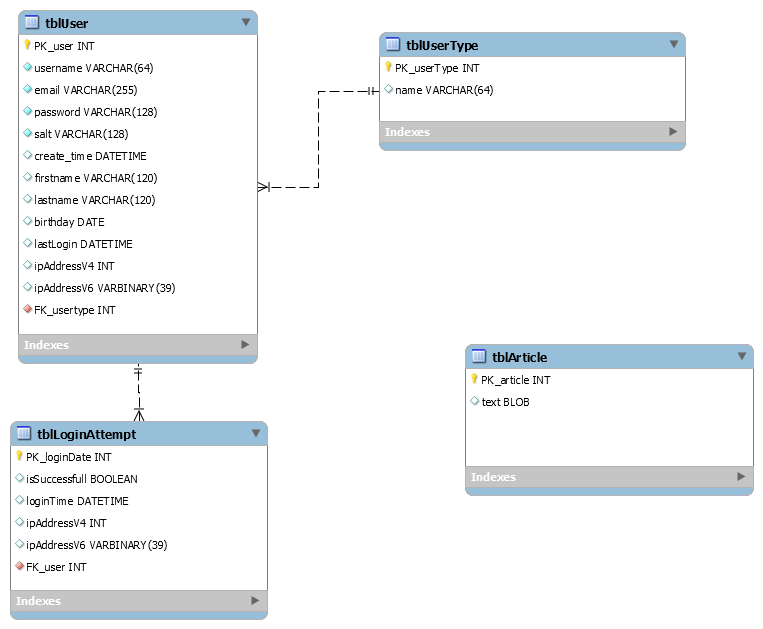 tblUser
PK_user INT
username VARCHAR(64)
email VARCHAR(255)
password VARCHAR(128)
salt VARCHAR(128)
create_time DATETIME
firstname VARCHAR(120)
lastname VARCHAR(120)
birthday DATE
lastLogin DATETIME
ipAddressV4 INT
ipAddressV6 VARBINARY(39)
FK_usertype INT
Indexes
tblUserType
PK_userType INT
name VARCHAR(64)
Indexes
tblLoginAttempt
PK_loginDate INT
isSuccessfull BOOLEAN
loginTime DATETIME
ipAddressV4 INT
ipAddressV6 VARBINARY(39)
FK_user INT
Indexes
tblArticle
PK_article INT
text BLOB
Indexes